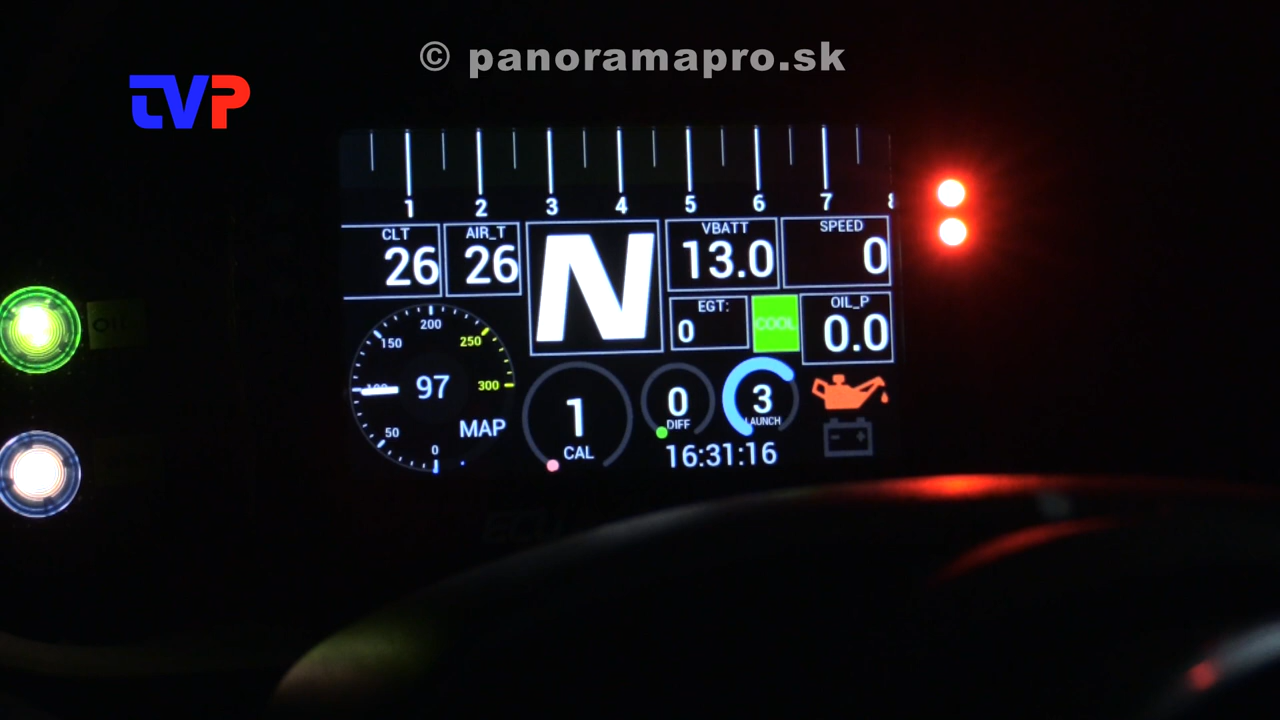 © panoramapro.sk
TVP
1 2 3 4 5 6 7 8
CLT
26
AIR_T
26
N
VBATT
13.0
SPEED
0
EGT:
0
COOL
OIL_P
0.0
0
50
100
150
200
250
300
97
MAP
1
CAL
0
DIFF
3
LAUNCH
16:31:16
ECU